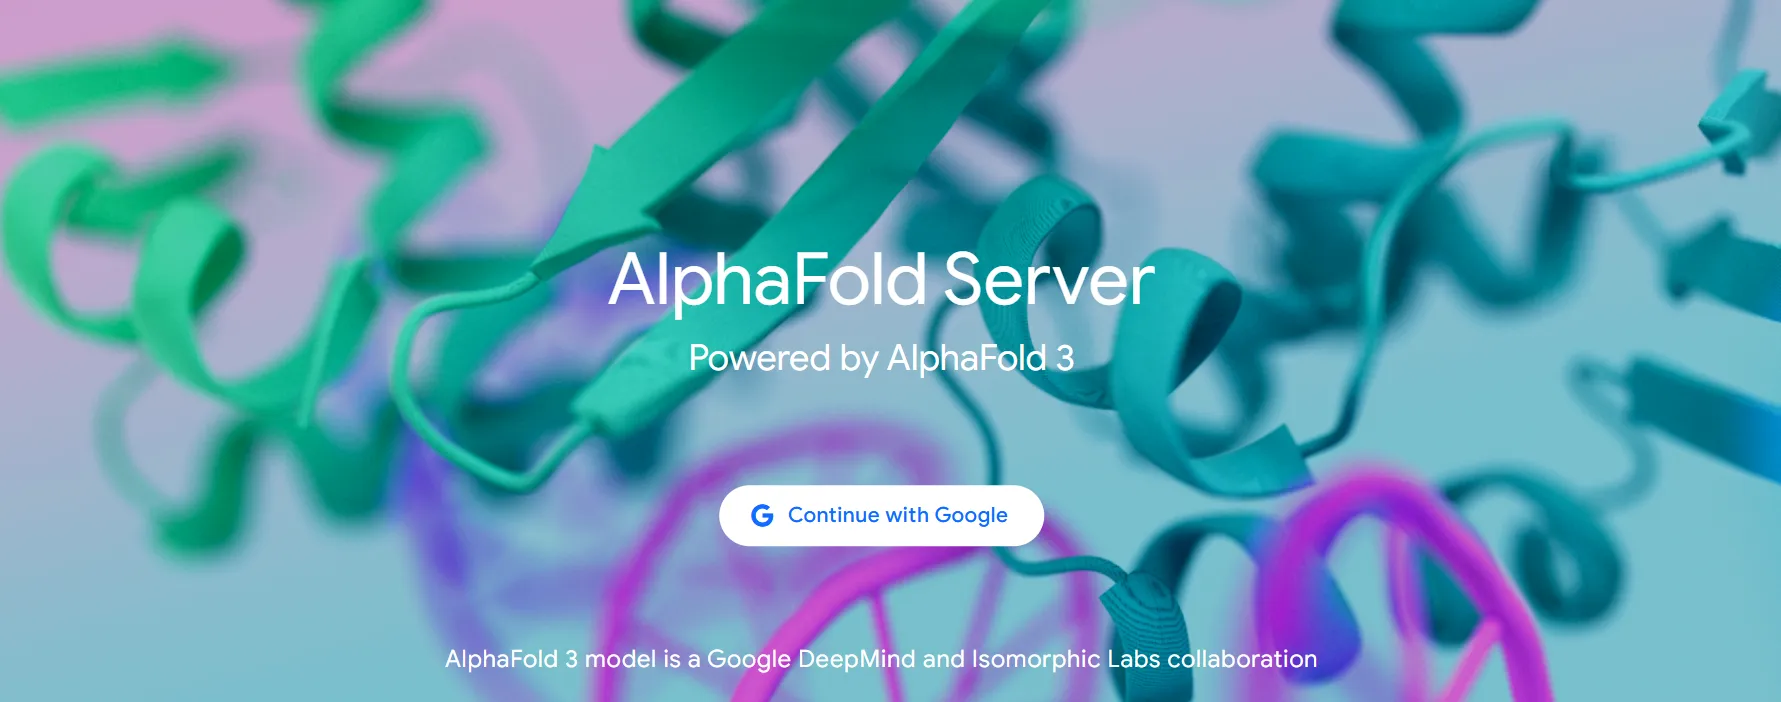 AlphaFold Server
Powered by AlphaFold 3
Continue with Google
AlphaFold 3 model is a Google DeepMind and Isomorphic Labs collaboration